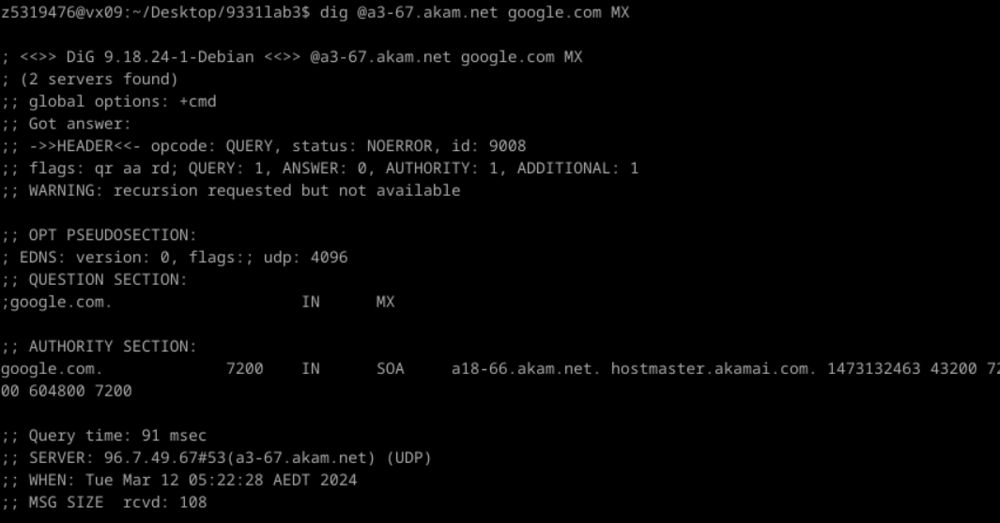 z5319476@vx09:~/Desktop/9331lab3$ dig @a3-67.akam.net google.com MX
; <<>> DiG 9.18.24-1-Debian <<>> @a3-67.akam.net google.com MX
; (2 servers found)
;; global options: +cmd
;; Got answer:
;; ->>HEADER<<- opcode: QUERY, status: NOERROR, id: 9008
;; flags: qr aa rd; QUERY: 1, ANSWER: 0, AUTHORITY: 1, ADDITIONAL: 1
;; WARNING: recursion requested but not available
;; OPT PSEUDOSECTION:
; EDNS: version: 0, flags:; udp: 4096
;; QUESTION SECTION:
;google.com. IN MX
;; AUTHORITY SECTION:
google.com. 7200 IN SOA a18-66.akam.net. hostmaster.akamai.com. 1473132463 43200 72
00 604800 7200
;; Query time: 91 msec
;; SERVER: 96.7.49.67#53(a3-67.akam.net) (UDP)
;; WHEN: Tue Mar 12 05:22:28 AEDT 2024
;; MSG SIZE rcvd: 108